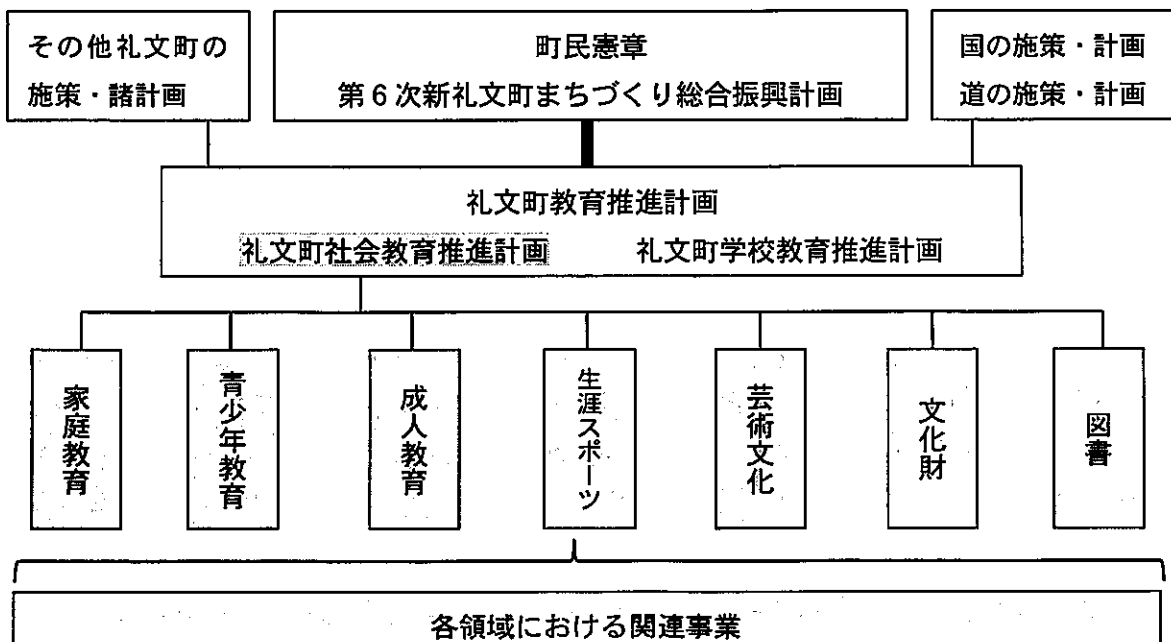 その他礼文町の
施策・諸計画
町民憲章
第6次新礼文町まちづくり総合振興計画
国の施策・計画
道の施策・計画
礼文町教育推進計画
礼文町社会教育推進計画
礼文町学校教育推進計画
家庭教育
青少年教育
成人教育
生涯スポーツ
芸術文化
文化財
図書
各領域における関連事業